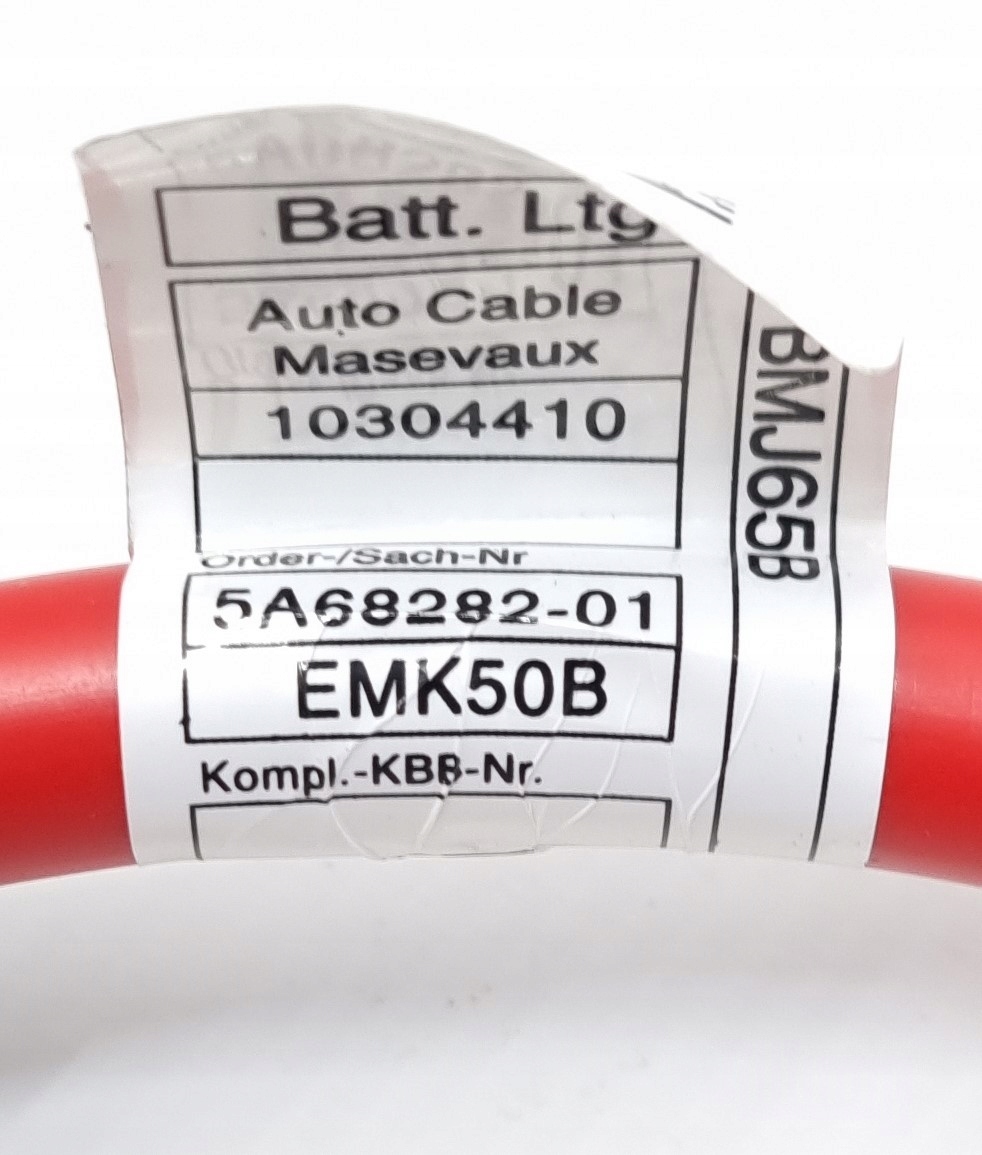 Batt. Ltg
Auto Cable
Masevaux
10304410
Order-/Sach-Nr
5A68282-01
EMK50B
Kompl.-KBB-Nr.
BMJ65B